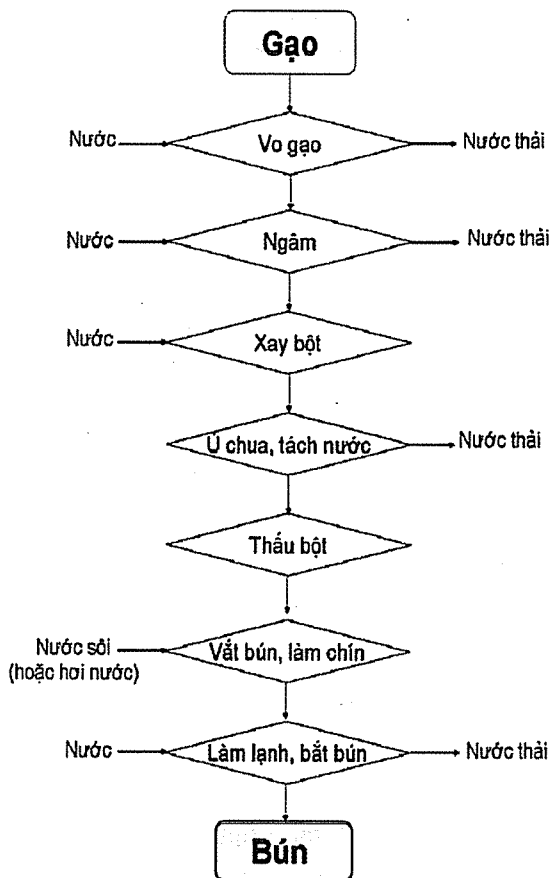 Gạo
Nước
Vo gạo
Nước thải
Nước
Ngâm
Nước thải
Nước
Xay bột
Ủ chua, tách nước
Nước thải
Thấu bột
Nước sôi
(hoặc hơi nước)
Vắt bún, làm chín
Nước
Làm lạnh, bắt bún
Nước thải
Bún